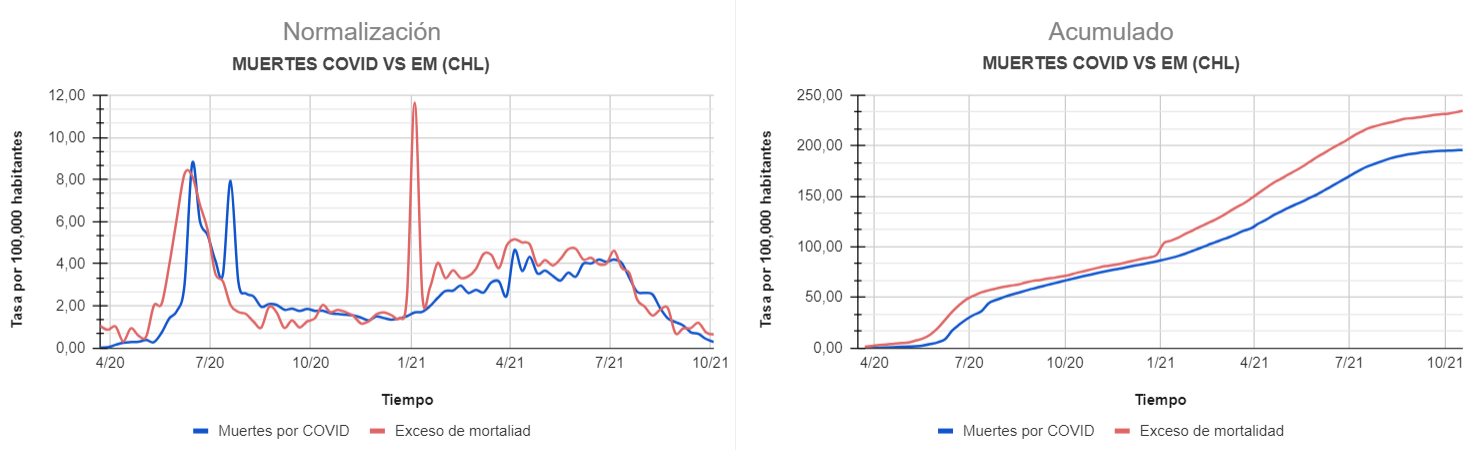 Normalización
MUERTES COVID VS EM (CHL)
Tasa por 100,000 habitantes
12,00
10,00
8,00
6,00
4,00
2,00
0,00
4/20 7/20 10/20 1/21 4/21 7/21 10/21
Tiempo
Muertes por COVID Exceso de mortaliad
Acumulado
MUERTES COVID VS EM (CHL)
Tasa por 100,000 habitantes
250,00
200,00
150,00
100,00
50,00
0,00
4/20 7/20 10/20 1/21 4/21 7/21 10/21
Tiempo
Muertes por COVID Exceso de mortalidad